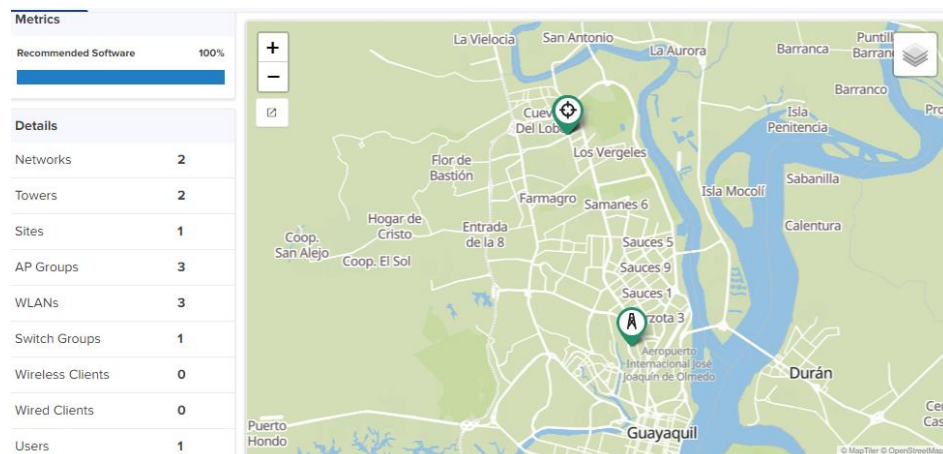 Metrics
Recommended Software 100%
Details
Networks 2
Towers 2
Sites 1
AP Groups 3
WLANs 3
Switch Groups 1
Wireless Clients 0
Wired Clients 0
Users 1
+
−
La Vielocia
San Antonio
La Aurora
Barranca
Barranco
Isla
Penitencia
Del
Los Vergeles
Flor de
Bastión
Isla Mocolí
Sabanilla
Farmagro
Samanes 6
Hogar de
Cristo
Entrada
de la 8
Calentura
Coop.
San Alejo
Coop. El Sol
Sauces 5
Sauces 9
Sauces 1
rzota 3
Aeropuerto
Internacional José
Joaquín de Olmedo
Durán
Puerto
Hondo
Guayaquil
© MapTiler © OpenStreetMap